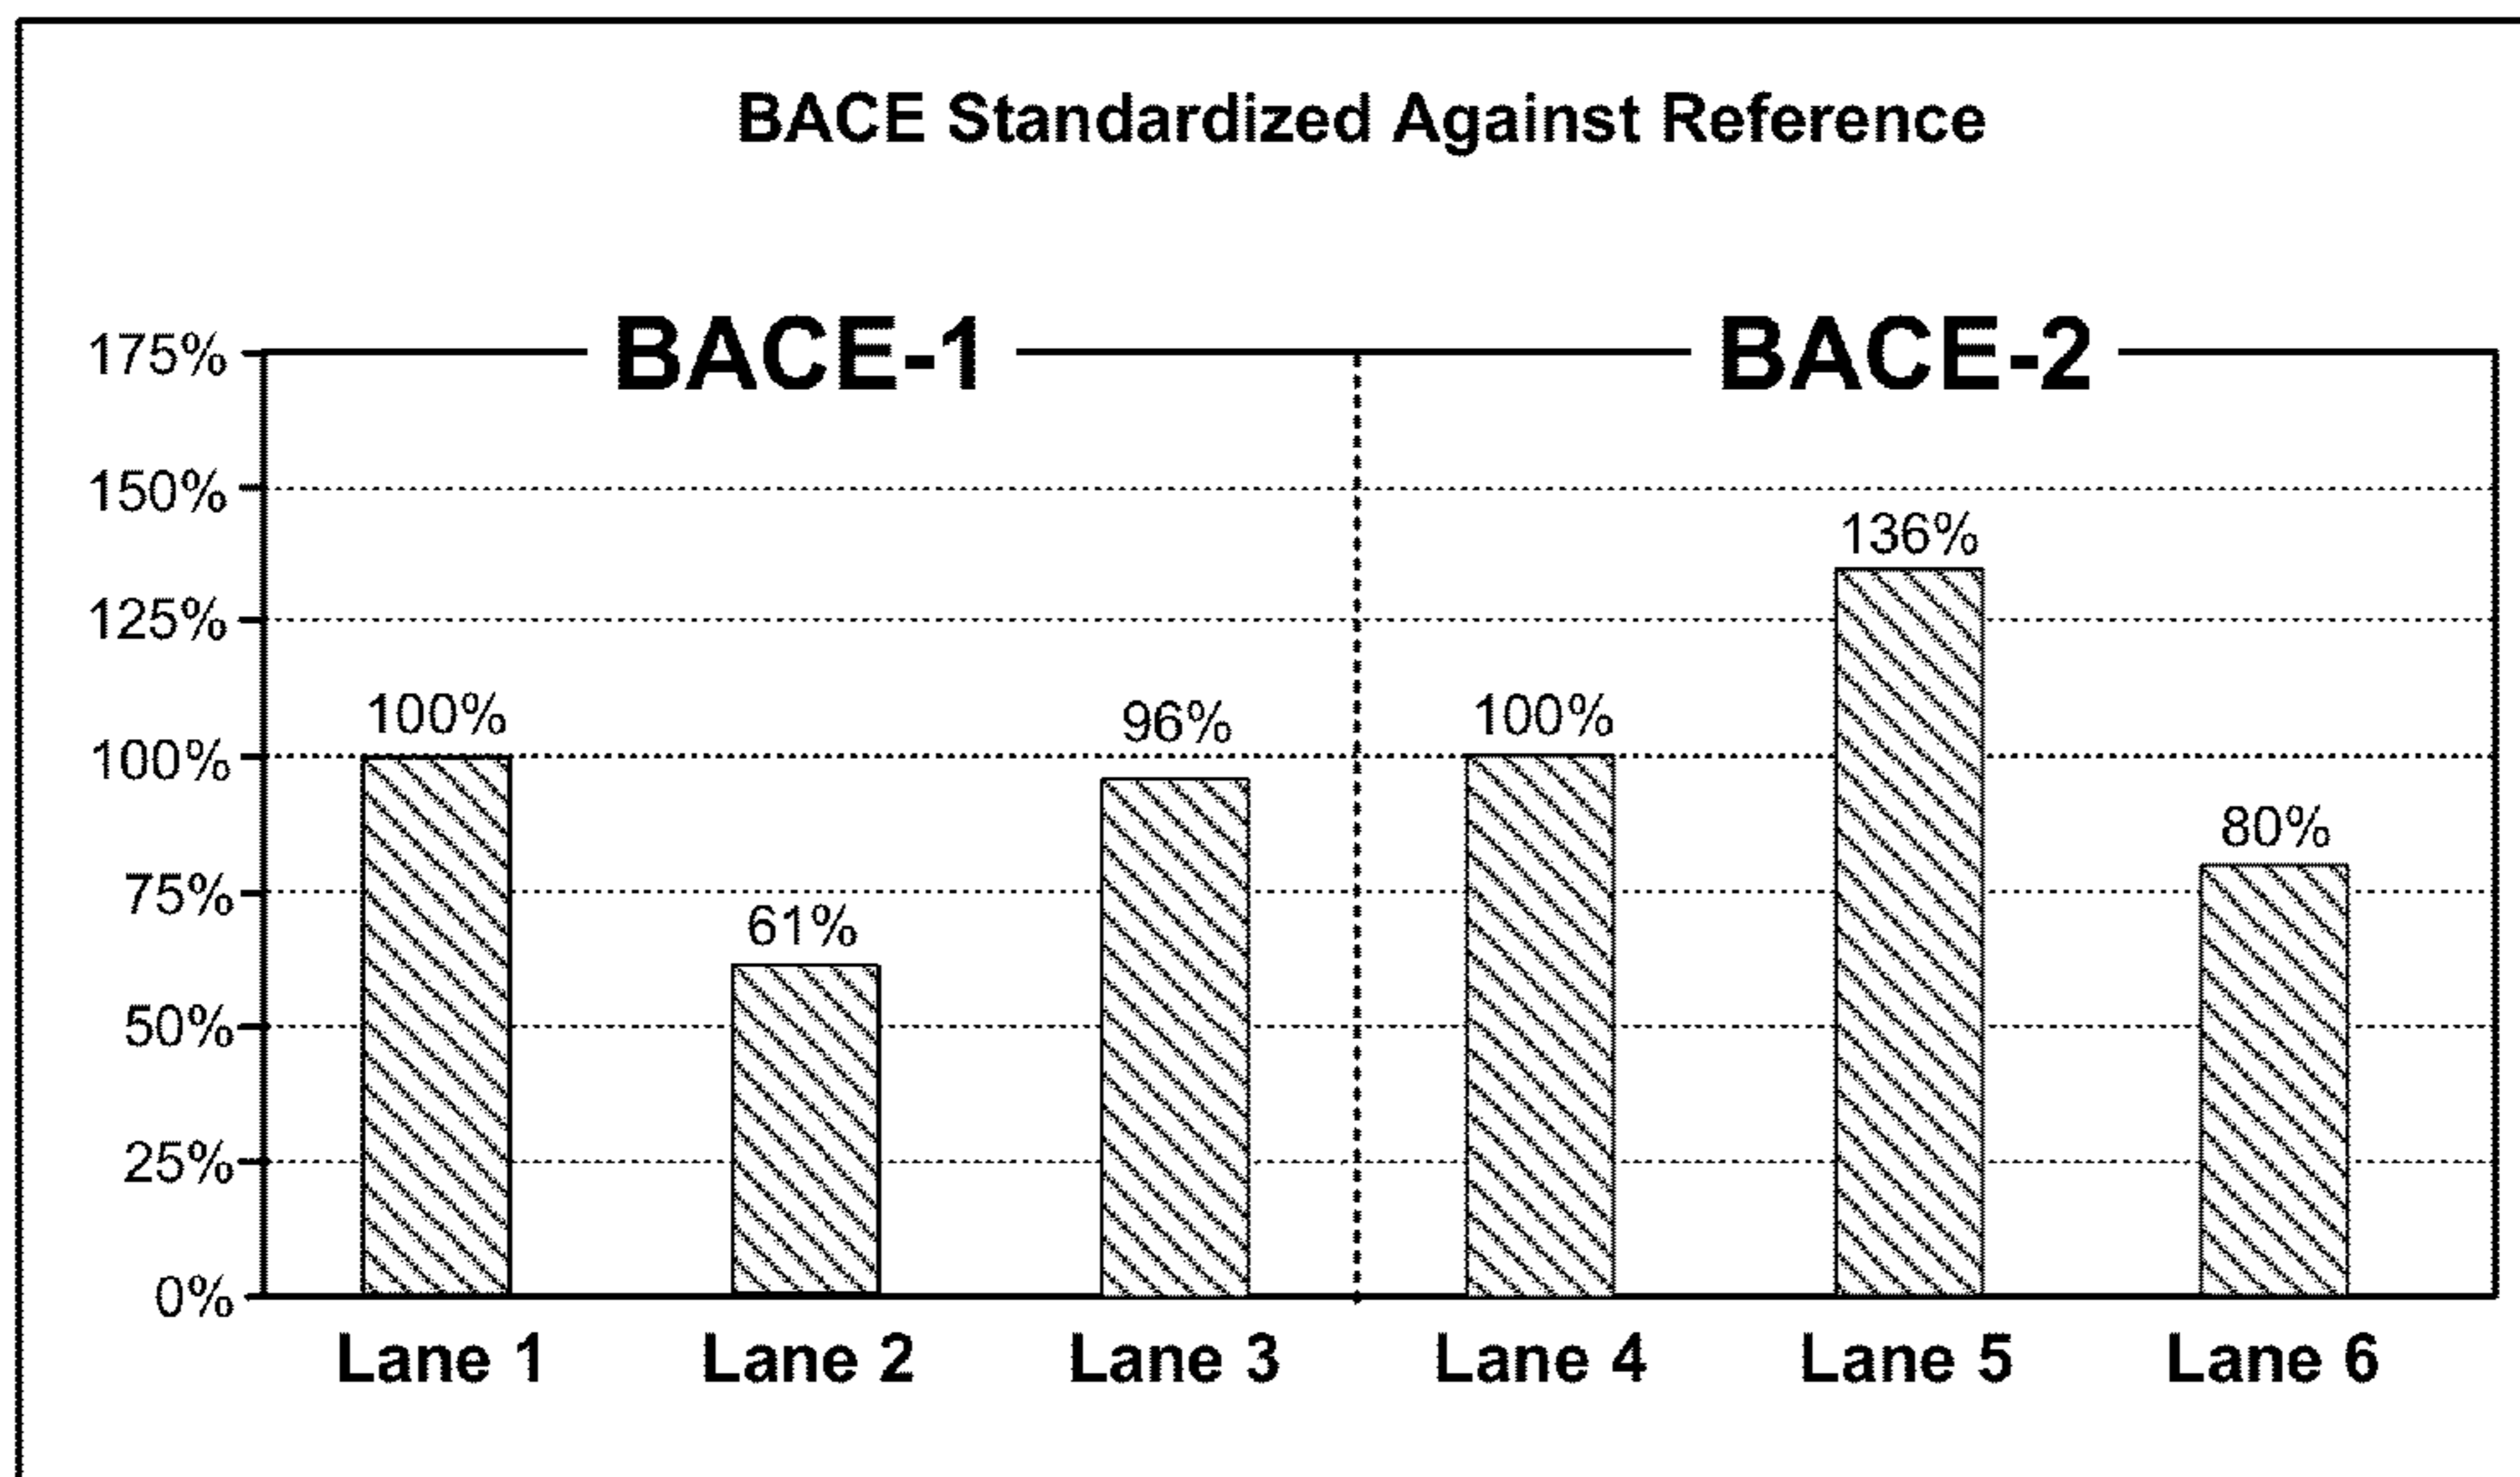 BACE Standardized Against Reference
BACE-1 BACE-2
175%
150%
136%
125%
100% 96% 100%
100%
80%
75%
61%
50%
25%
0%
Lane 1 Lane 2 Lane 3 Lane 4 Lane 5 Lane 6